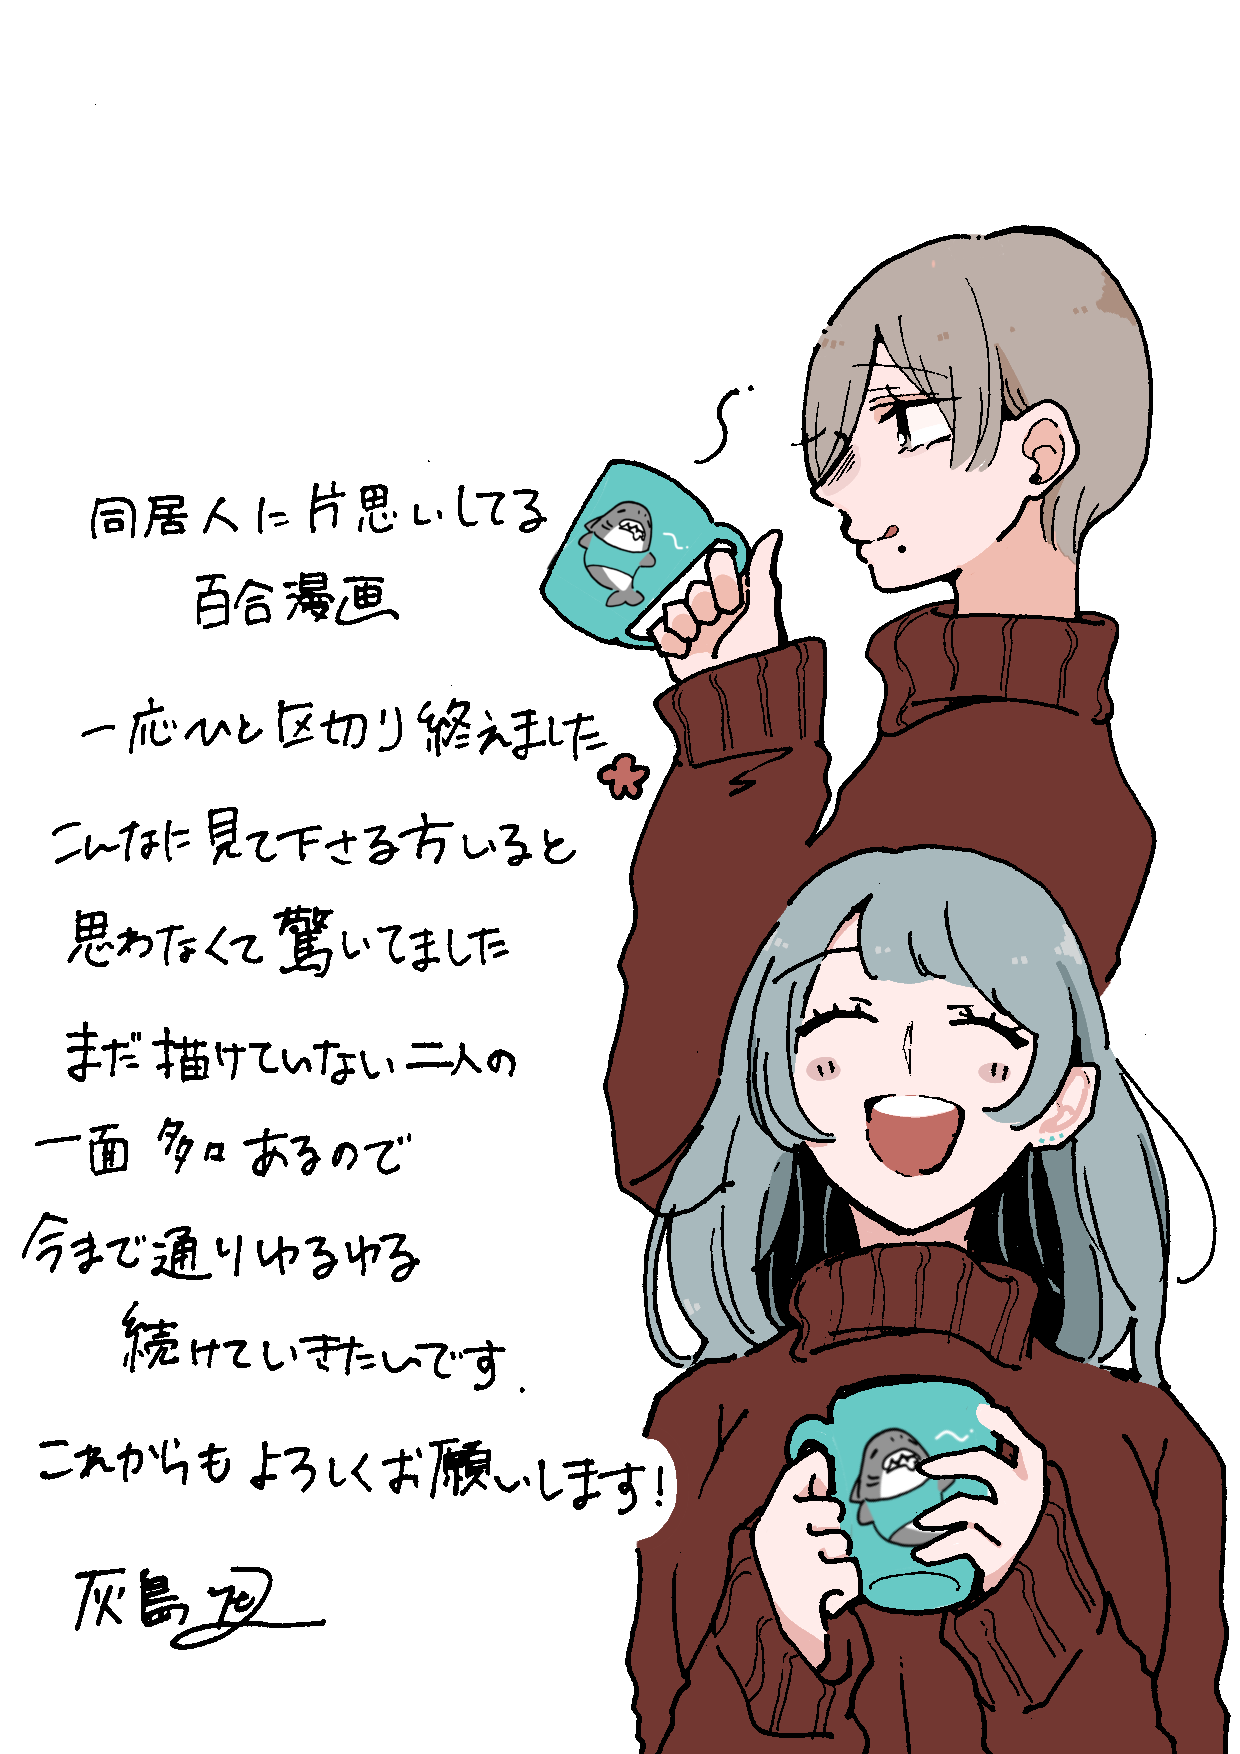 同居人に片思いしてる
百合漫画
一応ひと区切り終えました
こんなに見て下さる方いると
思わなくて驚いてました
まだ描けていない二人の
一面多々あるので
今まで通りゆるゆる
続けていきたいです.
これからもよろしくお願いします!
灰島